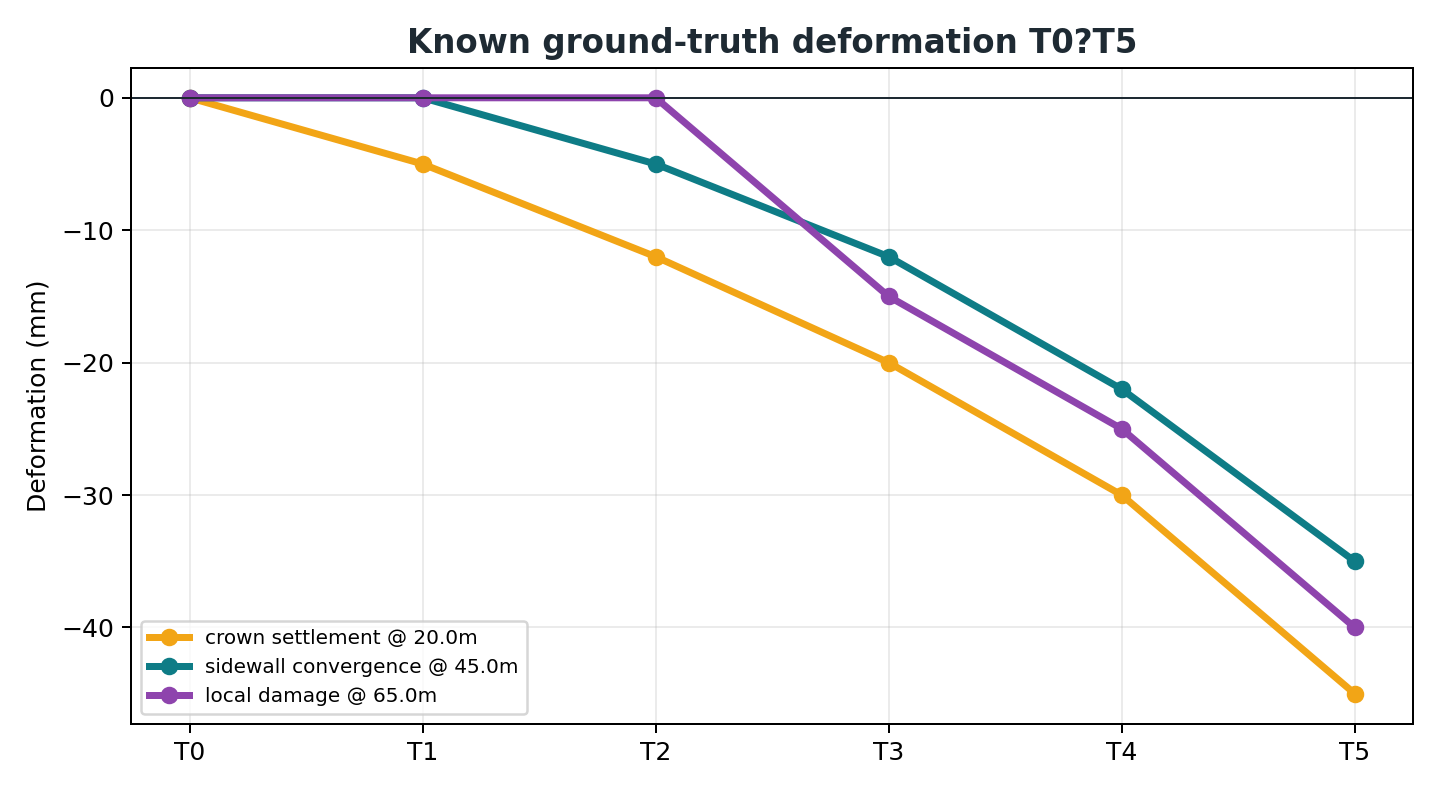 Known ground-truth deformation T0?T5
Deformation (mm)
0
−10
−20
−30
−40
crown settlement @ 20.0m
sidewall convergence @ 45.0m
local damage @ 65.0m
T0 T1 T2 T3 T4 T5